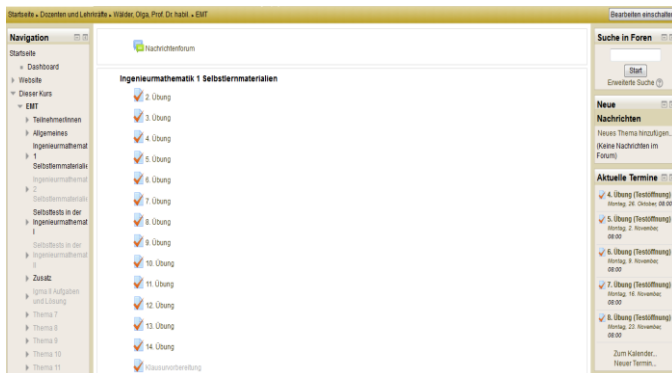 Startseite ▸ Dozenten und Lehrkräfte ▸ Wälder, Olga, Prof. Dr. habil. ▸ EMT
Bearbeiten einschalten
Navigation
Startseite
Dashboard
Website
Dieser Kurs
EMT
TeilnehmerInnen
Allgemeines
Ingenieurmathemat
1
Selbstlernmaterialie
Ingenieurmathemat
2
Selbstlernmaterialie
Selbsttests in der
Ingenieurmathemat
I
Selbsttests in der
Ingenieurmathemat
II
Zusatz
Igma II Aufgaben
und Lösung
Thema 7
Thema 8
Thema 9
Thema 10
Thema 11
Nachrichtenforum
Ingenieurmathematik 1 Selbstlernmaterialien
2. Übung
3. Übung
4. Übung
5. Übung
6. Übung
7. Übung
8. Übung
9. Übung
10. Übung
11. Übung
12. Übung
13. Übung
14. Übung
Klausurvorbereitung
Suche in Foren
Start
Erweiterte Suche
Neue
Nachrichten
Neues Thema hinzufügen...
(Keine Nachrichten im
Forum)
Aktuelle Termine
4. Übung (Testöffnung)
Montag, 26. Oktober, 08:00
5. Übung (Testöffnung)
Montag, 2. November,
08:00
6. Übung (Testöffnung)
Montag, 9. November,
08:00
7. Übung (Testöffnung)
Montag, 16. November,
08:00
8. Übung (Testöffnung)
Montag, 23. November,
08:00
Zum Kalender...
Neuer Termin...